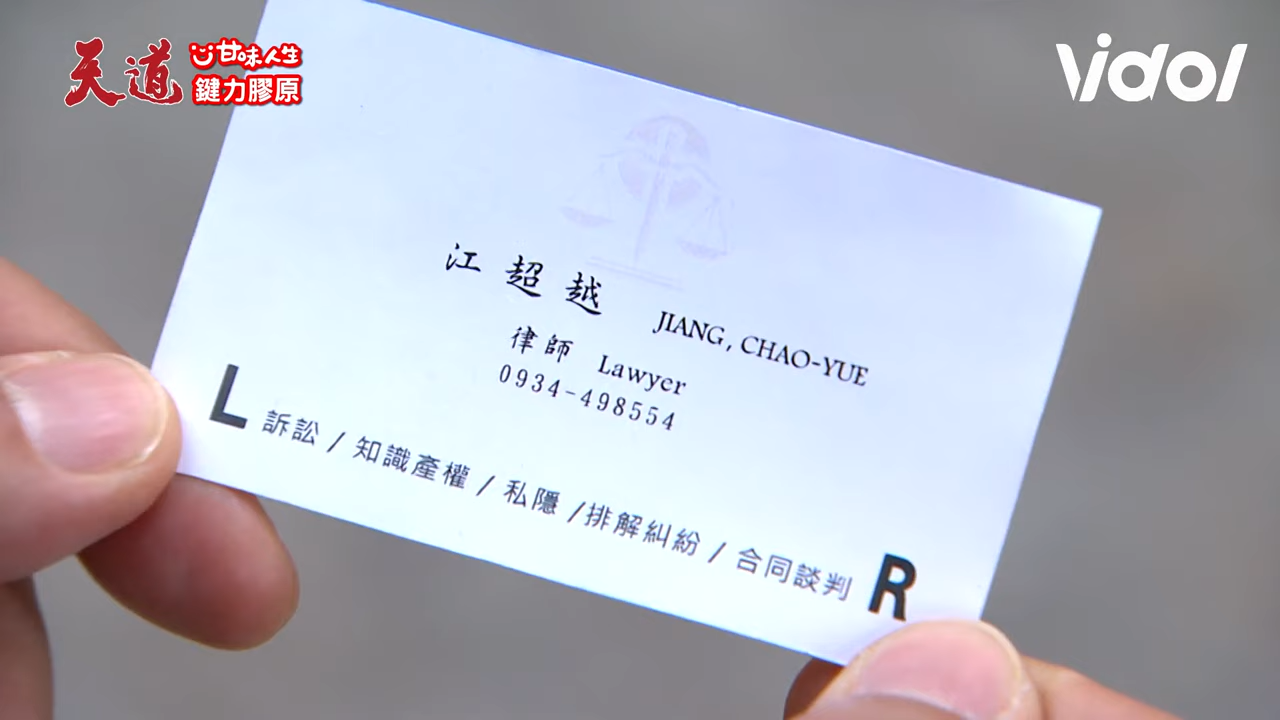 天道
甘味人生
鍵力膠原
Vidol
江超越 JIANG, CHAO-YUE
律師 Lawyer
0934-498554
L 訴訟 / 知識產權 / 私隱 /排解糾紛 / 合同談判 R